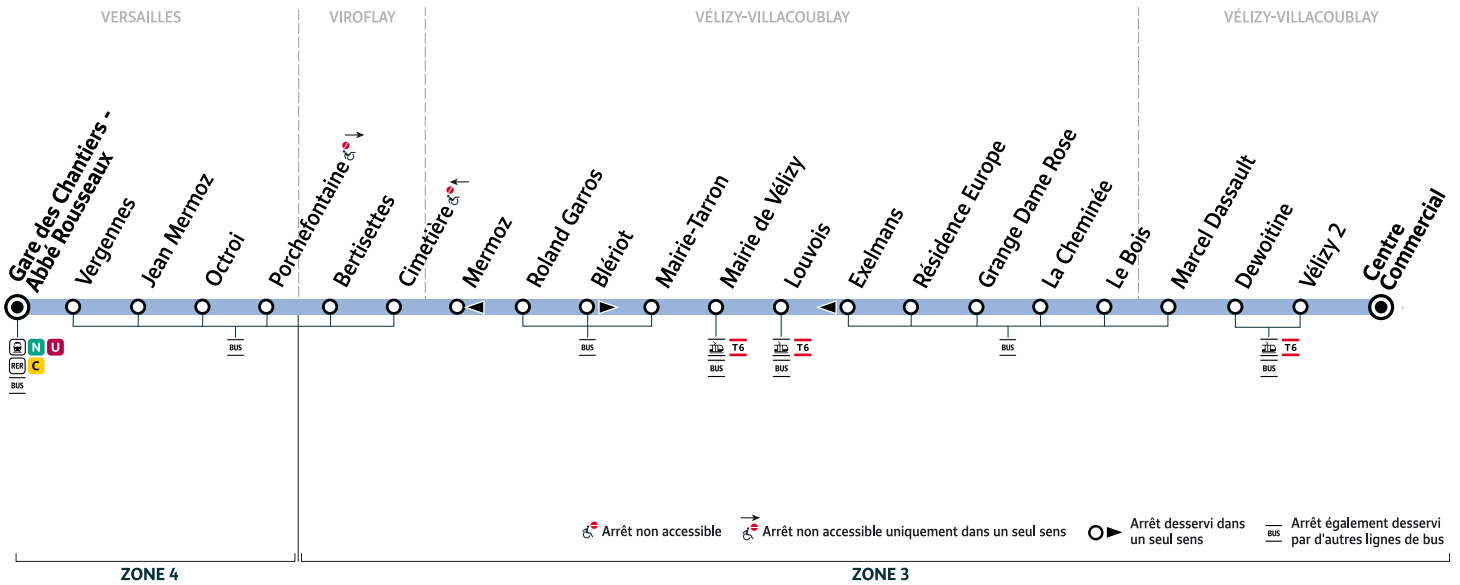 VERSAILLES
VIROFLAY
VÉLIZY-VILLACOUBLAY
VÉLIZY-VILLACOUBLAY
Gare des Chantiers -
Abbé Rousseaux
Vergennes
Jean Mermoz
Octroi
Porchefontaine
Bertisettes
Cimetière
Mermoz
Roland Garros
Blériot
Mairie-Tarron
Mairie de Vélizy
Louvois
Exelmans
Résidence Europe
Grange Dame Rose
La Cheminée
Le Bois
Marcel Dassault
Dewoitine
Vélizy 2
Centre
Commercial
N U
RER C
BUS
BUS
BUS
T6
BUS
T6
BUS
BUS
T6
BUS
Arrêt non accessible
Arrêt non accessible uniquement dans un seul sens
Arrêt desservi dans
un seul sens
BUS
Arrêt également desservi
par d'autres lignes de bus
ZONE 4
ZONE 3